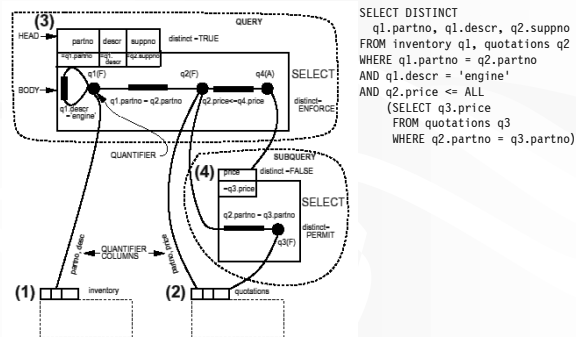 (3)
QUERY
HEAD
partno
descr
suppno
distinct =TRUE
=q1.partno
=q1.
descr
=q2.suppno
q1(F)
q2(F)
q4(A)
SELECT
BODY
q1.partno = q2.partno
q2.price<=q4.price
q1.descr
='engine'
distinct=
ENFORCE
QUANTIFIER
SUBQUERY
(4)
price
distinct =FALSE
=q3.price
SELECT
q2.partno = q3.partno
distinct=
PERMIT
q3(F)
QUANTIFIER
COLUMNS
partno, desc
partno, price
(1)
inventory
(2)
quotations
SELECT DISTINCT
q1.partno, q1.descr, q2.suppno
FROM inventory q1, quotations q2
WHERE q1.partno = q2.partno
AND q1.descr = 'engine'
AND q2.price <= ALL
(SELECT q3.price
FROM quotations q3
WHERE q2.partno = q3.partno)